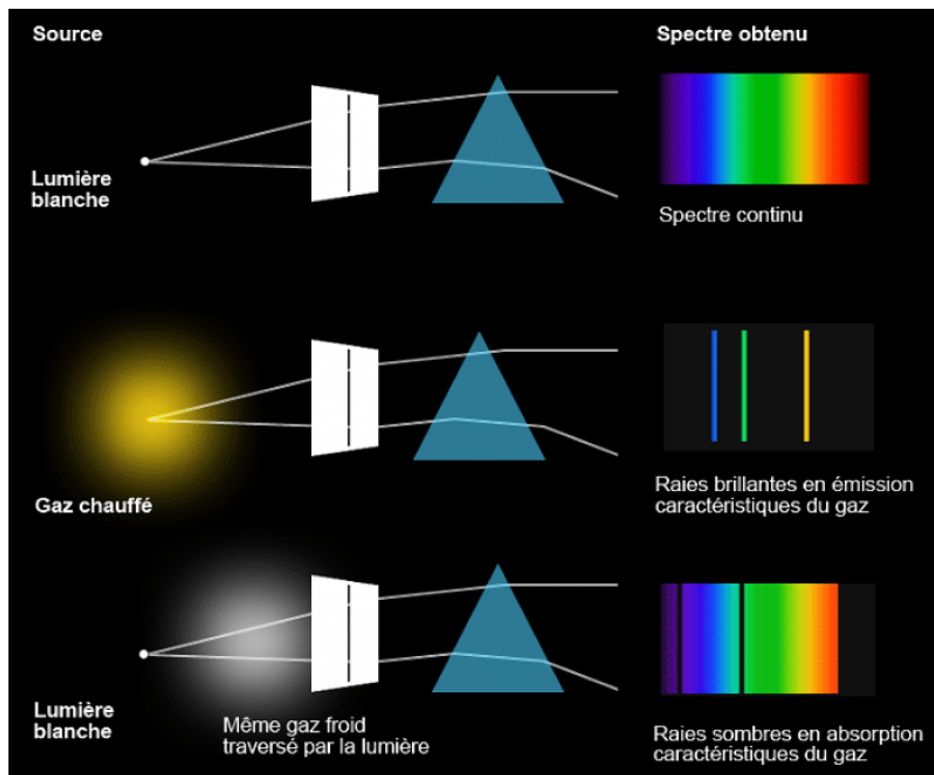 Source
Spectre obtenu
Lumière
blanche
Spectre continu
Gaz chauffé
Raies brillantes en émission
caractéristiques du gaz
Lumière
blanche
Même gaz froid
traversé par la lumière
Raies sombres en absorption
caractéristiques du gaz